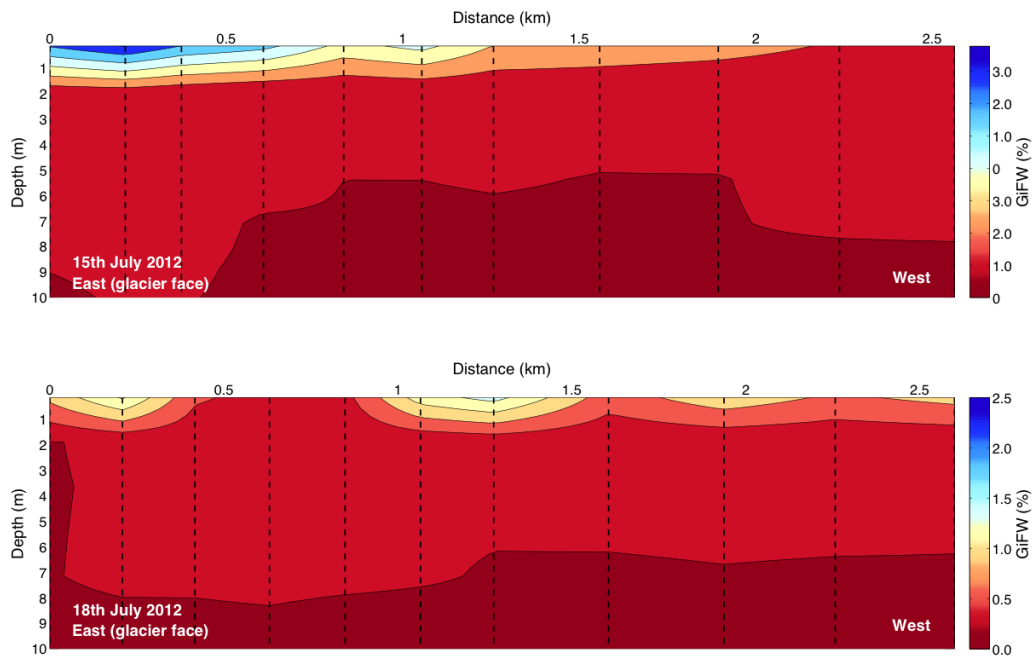 Distance (km)
0 0.5 1 1.5 2 2.5
1
2
3
4
5
6
7
8
9
10
Depth (m)
15th July 2012
East (glacier face)
West
3.0
2.0
1.0
0
3.0
2.0
1.0
0
GiFW (%)
Distance (km)
0 0.5 1 1.5 2 2.5
1
2
3
4
5
6
7
8
9
10
Depth (m)
18th July 2012
East (glacier face)
West
2.5
2.0
1.5
1.0
0.5
0.0
GiFW (%)